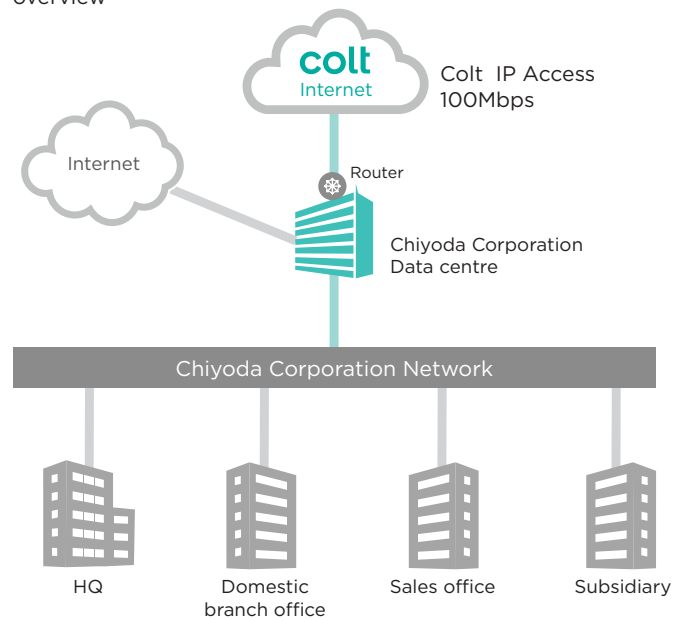 overview
colt
Internet
Colt IP Access
100Mbps
Internet
Router
Chiyoda Corporation
Data centre
Chiyoda Corporation Network
HQ
Domestic
branch office
Sales office
Subsidiary